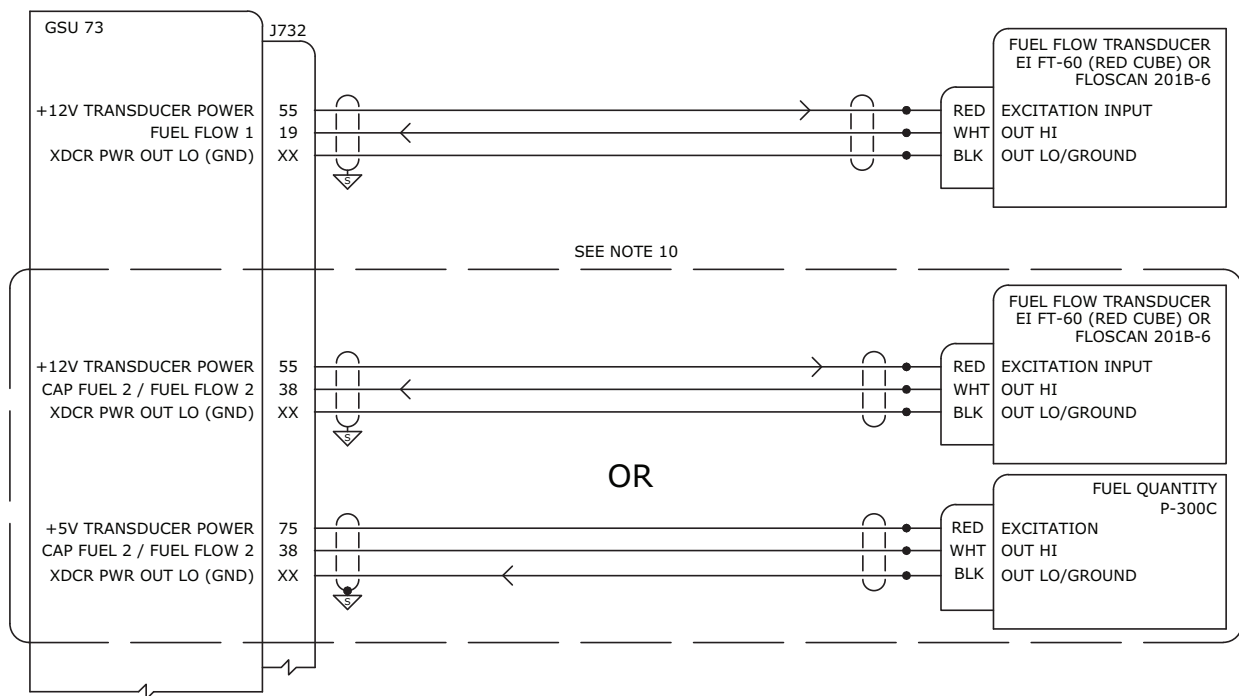 GSU 73
J732
FUEL FLOW TRANSDUCER
EI FT-60 (RED CUBE) OR
FLOSCAN 201B-6
+12V TRANSDUCER POWER 55 RED EXCITATION INPUT
FUEL FLOW 1 19 WHT OUT HI
XDCR PWR OUT LO (GND) XX BLK OUT LO/GROUND
S
SEE NOTE 10
FUEL FLOW TRANSDUCER
EI FT-60 (RED CUBE) OR
FLOSCAN 201B-6
+12V TRANSDUCER POWER 55 RED EXCITATION INPUT
CAP FUEL 2 / FUEL FLOW 2 38 WHT OUT HI
XDCR PWR OUT LO (GND) XX BLK OUT LO/GROUND
S
OR
FUEL QUANTITY
P-300C
+5V TRANSDUCER POWER 75 RED EXCITATION
CAP FUEL 2 / FUEL FLOW 2 38 WHT OUT HI
XDCR PWR OUT LO (GND) XX BLK OUT LO/GROUND
S